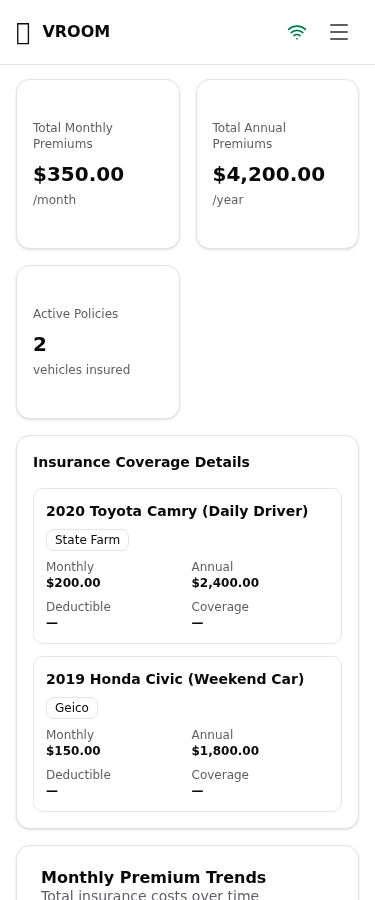 VROOM
Total Monthly
Premiums
$350.00
/month
Total Annual
Premiums
$4,200.00
/year
Active Policies
2
vehicles insured
Insurance Coverage Details
2020 Toyota Camry (Daily Driver)
State Farm
Monthly
$200.00
Annual
$2,400.00
Deductible
—
Coverage
—
2019 Honda Civic (Weekend Car)
Geico
Monthly
$150.00
Annual
$1,800.00
Deductible
—
Coverage
—
Monthly Premium Trends
Total insurance costs over time